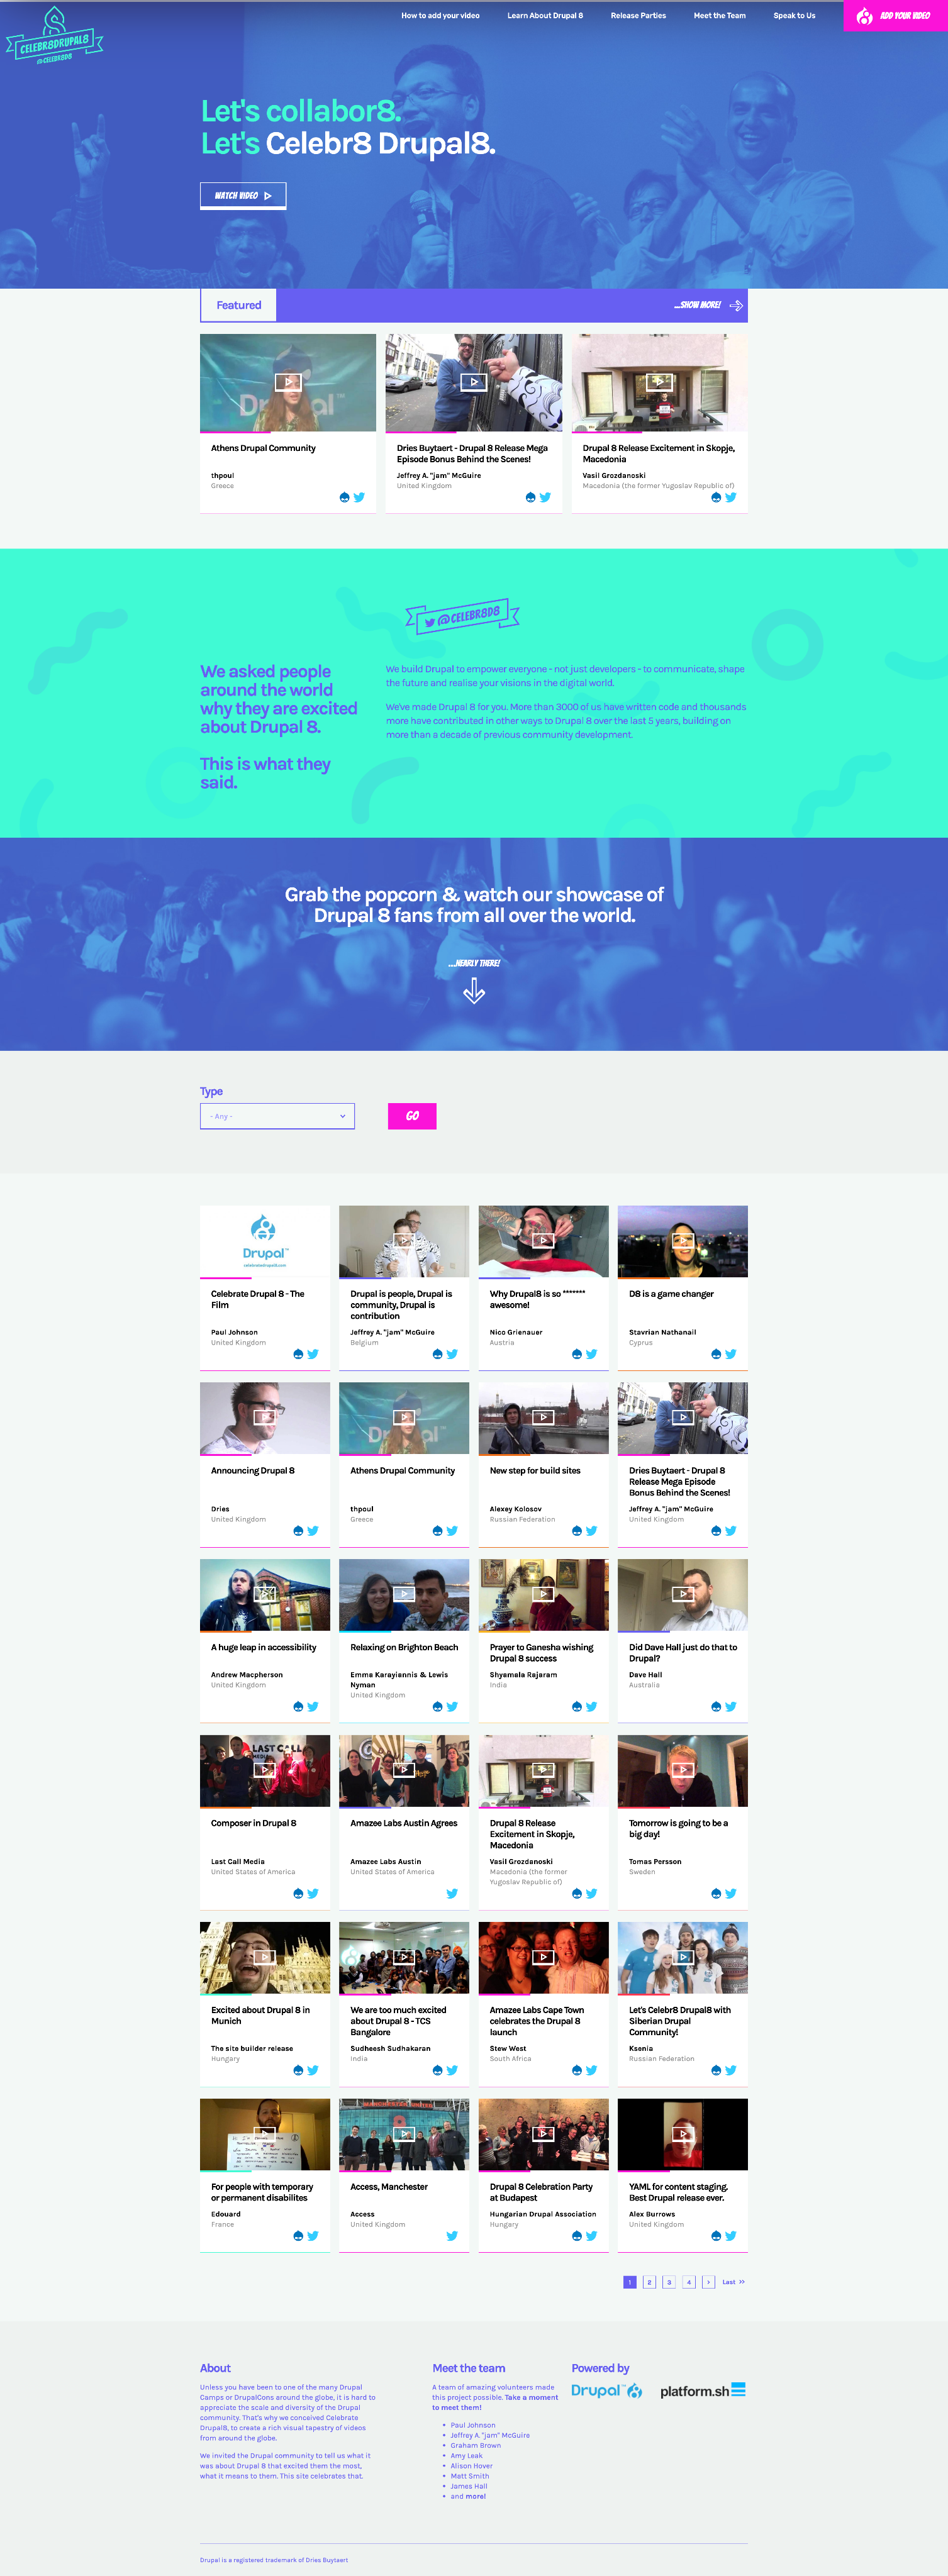 CELEBR8DRUPAL8
@CELEBR8D8
How to add your video
Learn About Drupal 8
Release Parties
Meet the Team
Speak to Us
ADD YOUR VIDEO
Let's collabor8.
Let's Celebr8 Drupal8.
WATCH VIDEO
Featured
...SHOW MORE!
Athens Drupal Community
thpoul
Greece
Dries Buytaert - Drupal 8 Release Mega
Episode Bonus Behind the Scenes!
Jeffrey A. "jam" McGuire
United Kingdom
Drupal 8 Release Excitement in Skopje,
Macedonia
Vasil Grozdanoski
Macedonia (the former Yugoslav Republic of)
@CELEBR8D8
We asked people
around the world
why they are excited
about Drupal 8.
This is what they
said.
We build Drupal to empower everyone - not just developers - to communicate, shape
the future and realise your visions in the digital world.
We've made Drupal 8 for you. More than 3000 of us have written code and thousands
more have contributed in other ways to Drupal 8 over the last 5 years, building on
more than a decade of previous community development.
Grab the popcorn & watch our showcase of
Drupal 8 fans from all over the world.
...NEARLY THERE!
Type
- Any -
GO
Drupal™
celebratedrupal8.com
Celebrate Drupal 8 - The
Film
Paul Johnson
United Kingdom
Drupal is people, Drupal is
community, Drupal is
contribution
Jeffrey A. "jam" McGuire
Belgium
Why Drupal8 is so *******
awesome!
Nico Grienauer
Austria
D8 is a game changer
Stavrian Nathanail
Cyprus
Announcing Drupal 8
Dries
United Kingdom
Athens Drupal Community
thpoul
Greece
New step for build sites
Alexey Kolosov
Russian Federation
Dries Buytaert - Drupal 8
Release Mega Episode
Bonus Behind the Scenes!
Jeffrey A. "jam" McGuire
United Kingdom
A huge leap in accessibility
Andrew Macpherson
United Kingdom
Relaxing on Brighton Beach
Emma Karayiannis & Lewis
Nyman
United Kingdom
Prayer to Ganesha wishing
Drupal 8 success
Shyamala Rajaram
India
Did Dave Hall just do that to
Drupal?
Dave Hall
Australia
LAST CALL
MEDIA
Composer in Drupal 8
Last Call Media
United States of America
Amazee Labs Austin Agrees
Amazee Labs Austin
United States of America
Drupal 8 Release
Excitement in Skopje,
Macedonia
Vasil Grozdanoski
Macedonia (the former
Yugoslav Republic of)
Tomorrow is going to be a
big day!
Tomas Persson
Sweden
Excited about Drupal 8 in
Munich
The site builder release
Hungary
We are too much excited
about Drupal 8 - TCS
Bangalore
Sudheesh Sudhakaran
India
Amazee Labs Cape Town
celebrates the Drupal 8
launch
Stew West
South Africa
Let's Celebr8 Drupal8 with
Siberian Drupal
Community!
Ksenia
Russian Federation
For people with temporary
or permanent disabilites
Edouard
France
Access, Manchester
Access
United Kingdom
Drupal 8 Celebration Party
at Budapest
Hungarian Drupal Association
Hungary
YAML for content staging.
Best Drupal release ever.
Alex Burrows
United Kingdom
1 2 3 4 › Last »
About
Unless you have been to one of the many Drupal
Camps or DrupalCons around the globe, it is hard to
appreciate the scale and diversity of the Drupal
community. That's why we conceived Celebrate
Drupal8, to create a rich visual tapestry of videos
from around the globe.
We invited the Drupal community to tell us what it
was about Drupal 8 that excited them the most,
what it means to them. This site celebrates that.
Meet the team
A team of amazing volunteers made
this project possible. Take a moment
to meet them!
• Paul Johnson
• Jeffrey A. "jam" McGuire
• Graham Brown
• Amy Leak
• Alison Hover
• Matt Smith
• James Hall
• and more!
Powered by
Drupal™
platform.sh
Drupal is a registered trademark of Dries Buytaert